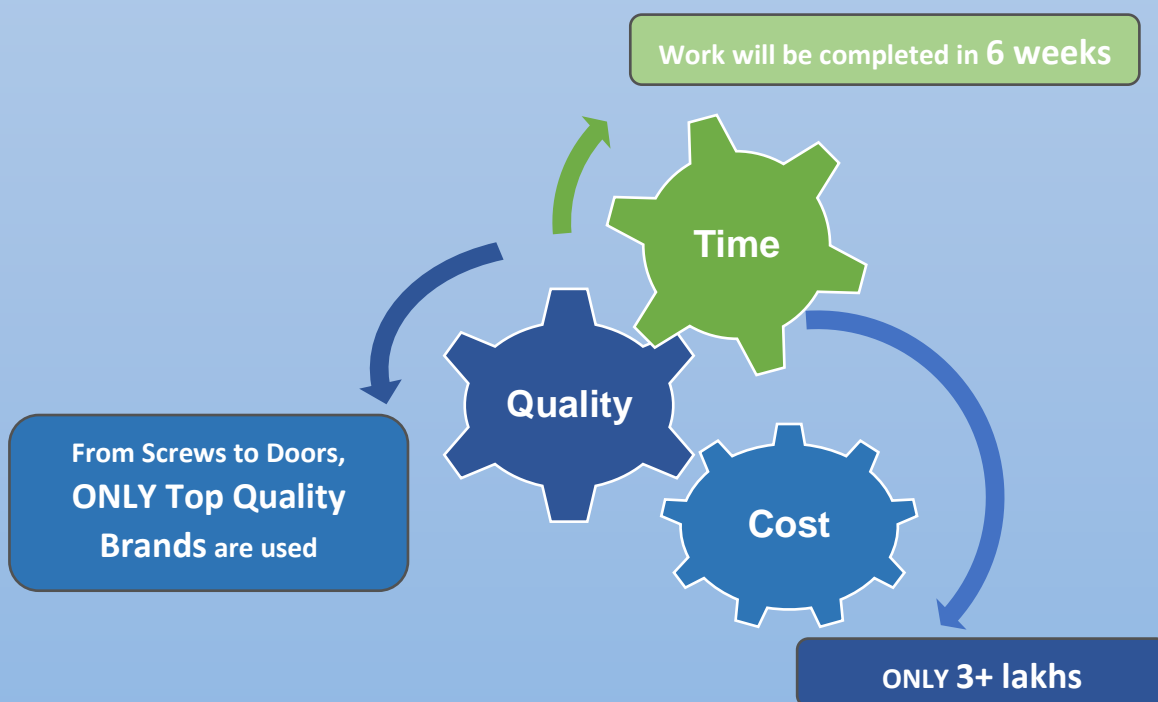 Work will be completed in 6 weeks
Time
Quality
From Screws to Doors,
ONLY Top Quality
Brands are used
Cost
ONLY 3+ lakhs